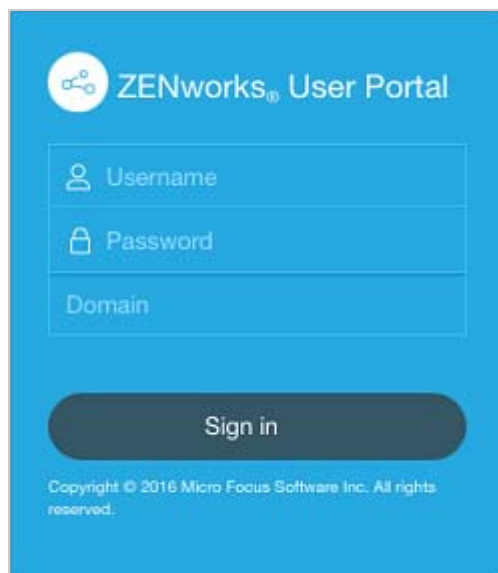 ZENworks® User Portal
Username
Password
Domain
Sign in
Copyright © 2016 Micro Focus Software Inc. All rights
reserved.